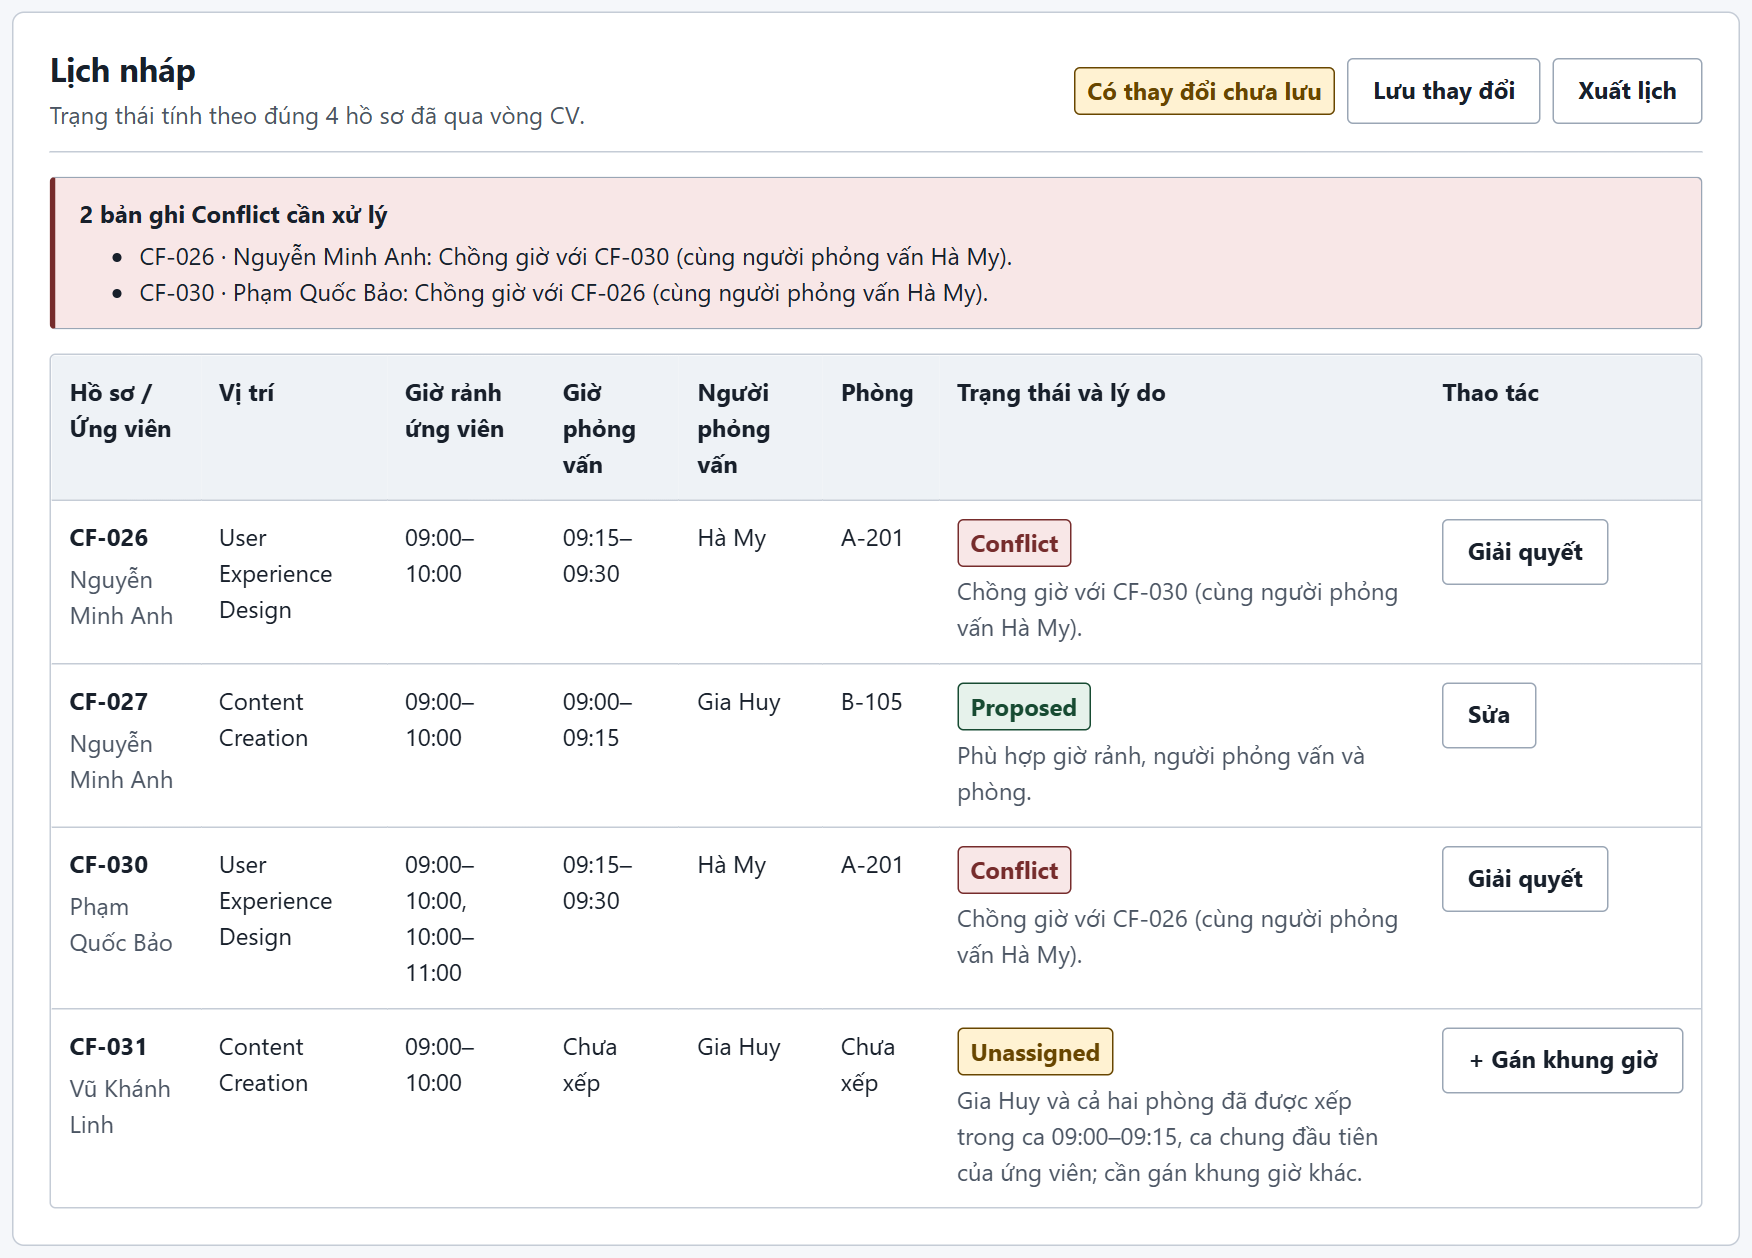 Lịch nháp
Trạng thái tính theo đúng 4 hồ sơ đã qua vòng CV.
Có thay đổi chưa lưu
Lưu thay đổi
Xuất lịch
2 bản ghi Conflict cần xử lý
• CF-026 · Nguyễn Minh Anh: Chồng giờ với CF-030 (cùng người phỏng vấn Hà My).
• CF-030 · Phạm Quốc Bảo: Chồng giờ với CF-026 (cùng người phỏng vấn Hà My).
Hồ sơ /
Ứng viên
Vị trí
Giờ rảnh
ứng viên
Giờ
phỏng
vấn
Người
phỏng
vấn
Phòng
Trạng thái và lý do
Thao tác
CF-026
Nguyễn
Minh Anh
User
Experience
Design
09:00–
10:00
09:15–
09:30
Hà My
A-201
Conflict
Chồng giờ với CF-030 (cùng người phỏng
vấn Hà My).
Giải quyết
CF-027
Nguyễn
Minh Anh
Content
Creation
09:00–
10:00
09:00–
09:15
Gia Huy
B-105
Proposed
Phù hợp giờ rảnh, người phỏng vấn và
phòng.
Sửa
CF-030
Phạm
Quốc Bảo
User
Experience
Design
09:00–
10:00,
10:00–
11:00
09:15–
09:30
Hà My
A-201
Conflict
Chồng giờ với CF-026 (cùng người phỏng
vấn Hà My).
Giải quyết
CF-031
Vũ Khánh
Linh
Content
Creation
09:00–
10:00
Chưa
xếp
Gia Huy
Chưa
xếp
Unassigned
Gia Huy và cả hai phòng đã được xếp
trong ca 09:00–09:15, ca chung đầu tiên
của ứng viên; cần gán khung giờ khác.
+ Gán khung giờ